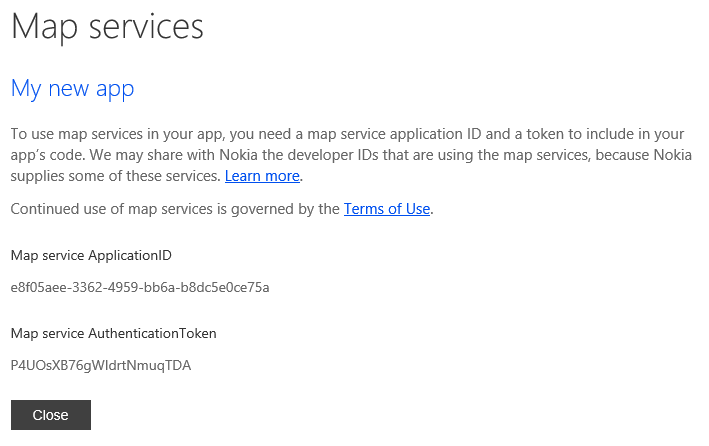 Map services
My new app
To use map services in your app, you need a map service application ID and a token to include in your
app's code. We may share with Nokia the developer IDs that are using the map services, because Nokia
supplies some of these services. Learn more.
Continued use of map services is governed by the Terms of Use.
Map service ApplicationID
e8f05aee-3362-4959-bb6a-b8dc5e0ce75a
Map service AuthenticationToken
P4UOsXB76gWIdrtNmuqTDA
Close